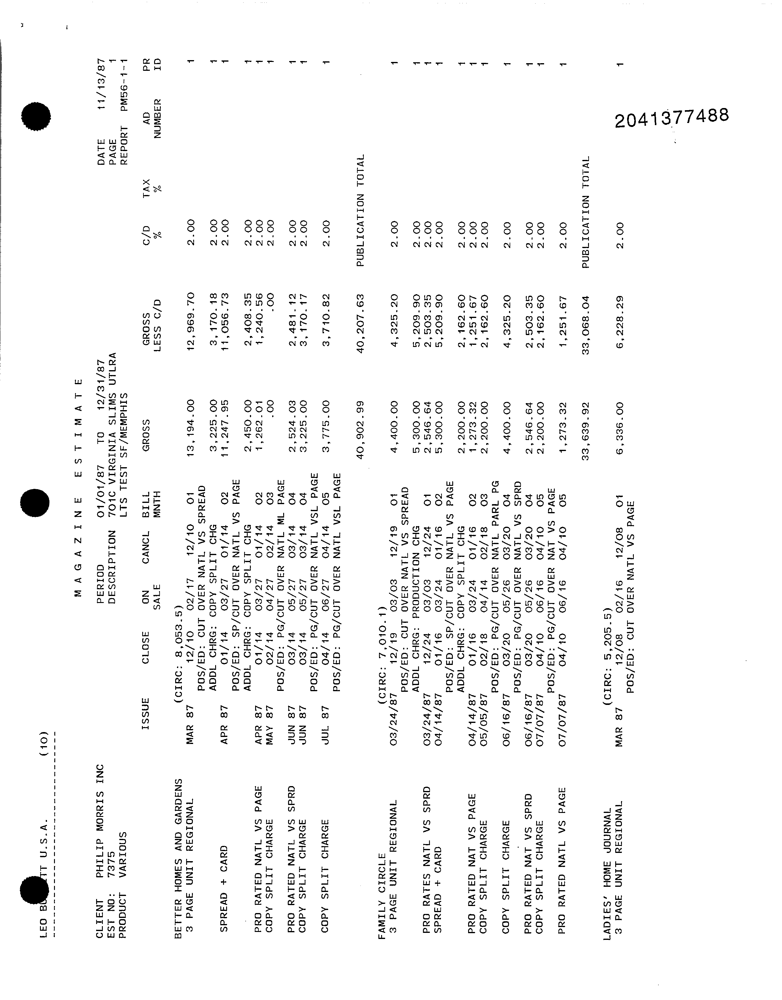 LEO U.S.A. (10)
MAGAZINE ESTIMATE
CLIENT PHILIP MORRIS INC PERIOD 01/01/87 TO 12/31/87 DATE 11/13/87
EST NO: 7375 DESCRIPTION 701C VIRGINIA SLIMS UTLRA PAGE 1
PRODUCT VARIOUS LTS TEST SF/MEMPHIS REPORT PM56-1-1
ISSUE CLOSE ON CANCL BILL GROSS GROSS C/D TAX AD PR
SALE MNTH LESS C/D % % NUMBER ID
BETTER HOMES AND GARDENS (CIRC: 8,053.5)
3 PAGE UNIT REGIONAL MAR 87 12/10 02/17 12/10 01 13,194.00 12,969.70 2.00 1
POS/ED: CUT OVER NATL VS SPREAD
ADDL CHRG: COPY SPLIT CHG 3,225.00 3,170.18 2.00 1
SPREAD + CARD APR 87 01/14 03/27 01/14 02 11,247.95 11,056.73 2.00 1
POS/ED: SP/CUT OVER NATL VS PAGE
ADDL CHRG: COPY SPLIT CHG 2,450.00 2,408.35 2.00 1
PRO RATED NATL VS PAGE APR 87 01/14 03/27 01/14 02 1,262.01 1,240.56 2.00 1
COPY SPLIT CHARGE MAY 87 02/14 04/27 02/14 03 .00 .00 2.00 1
POS/ED: PG/CUT OVER NATL ML PAGE
PRO RATED NATL VS SPRD JUN 87 03/14 05/27 03/14 04 2,524.03 2,481.12 2.00 1
COPY SPLIT CHARGE JUN 87 03/14 05/27 03/14 04 3,225.00 3,170.17 2.00 1
POS/ED: PG/CUT OVER NATL VSL PAGE
COPY SPLIT CHARGE JUL 87 04/14 06/27 04/14 05 3,775.00 3,710.82 2.00 1
POS/ED: PG/CUT OVER NATL VSL PAGE
40,902.99 40,207.63 PUBLICATION TOTAL
FAMILY CIRCLE (CIRC: 7,010.1)
3 PAGE UNIT REGIONAL 03/24/87 12/19 03/03 12/19 01 4,400.00 4,325.20 2.00 1
POS/ED: CUT OVER NATL VS SPREAD
ADDL CHRG: PRODUCTION CHG 5,300.00 5,209.90 2.00 1
PRO RATES NATL VS SPRD 03/24/87 12/24 03/03 12/24 01 2,546.64 2,503.35 2.00 1
SPREAD + CARD 04/14/87 01/16 03/24 01/16 02 5,300.00 5,209.90 2.00 1
POS/ED: SP/CUT OVER NATL VS PAGE
ADDL CHRG: COPY SPLIT CHG 2,200.00 2,162.60 2.00 1
PRO RATED NAT VS PAGE 04/14/87 01/16 03/24 01/16 02 1,273.32 1,251.67 2.00 1
COPY SPLIT CHARGE 05/05/87 02/18 04/14 02/18 03 2,200.00 2,162.60 2.00 1
POS/ED: PG/CUT OVER NATL PARL PG
COPY SPLIT CHARGE 06/16/87 03/20 05/26 03/20 04 4,400.00 4,325.20 2.00 1
POS/ED: PG/CUT OVER NATL VS SPRD
PRO RATED NAT VS SPRD 06/16/87 03/20 05/26 03/20 04 2,546.64 2,503.35 2.00 1
COPY SPLIT CHARGE 07/07/87 04/10 06/16 04/10 05 2,200.00 2,162.60 2.00 1
POS/ED: PG/CUT OVER NAT VS PAGE
PRO RATED NATL VS PAGE 07/07/87 04/10 06/16 04/10 05 1,273.32 1,251.67 2.00 1
33,639.92 33,068.04 PUBLICATION TOTAL
LADIES' HOME JOURNAL (CIRC: 5,205.5)
3 PAGE UNIT REGIONAL MAR 87 12/08 02/16 12/08 01 6,336.00 6,228.29 2.00 1
POS/ED: CUT OVER NATL VS PAGE
2041377488